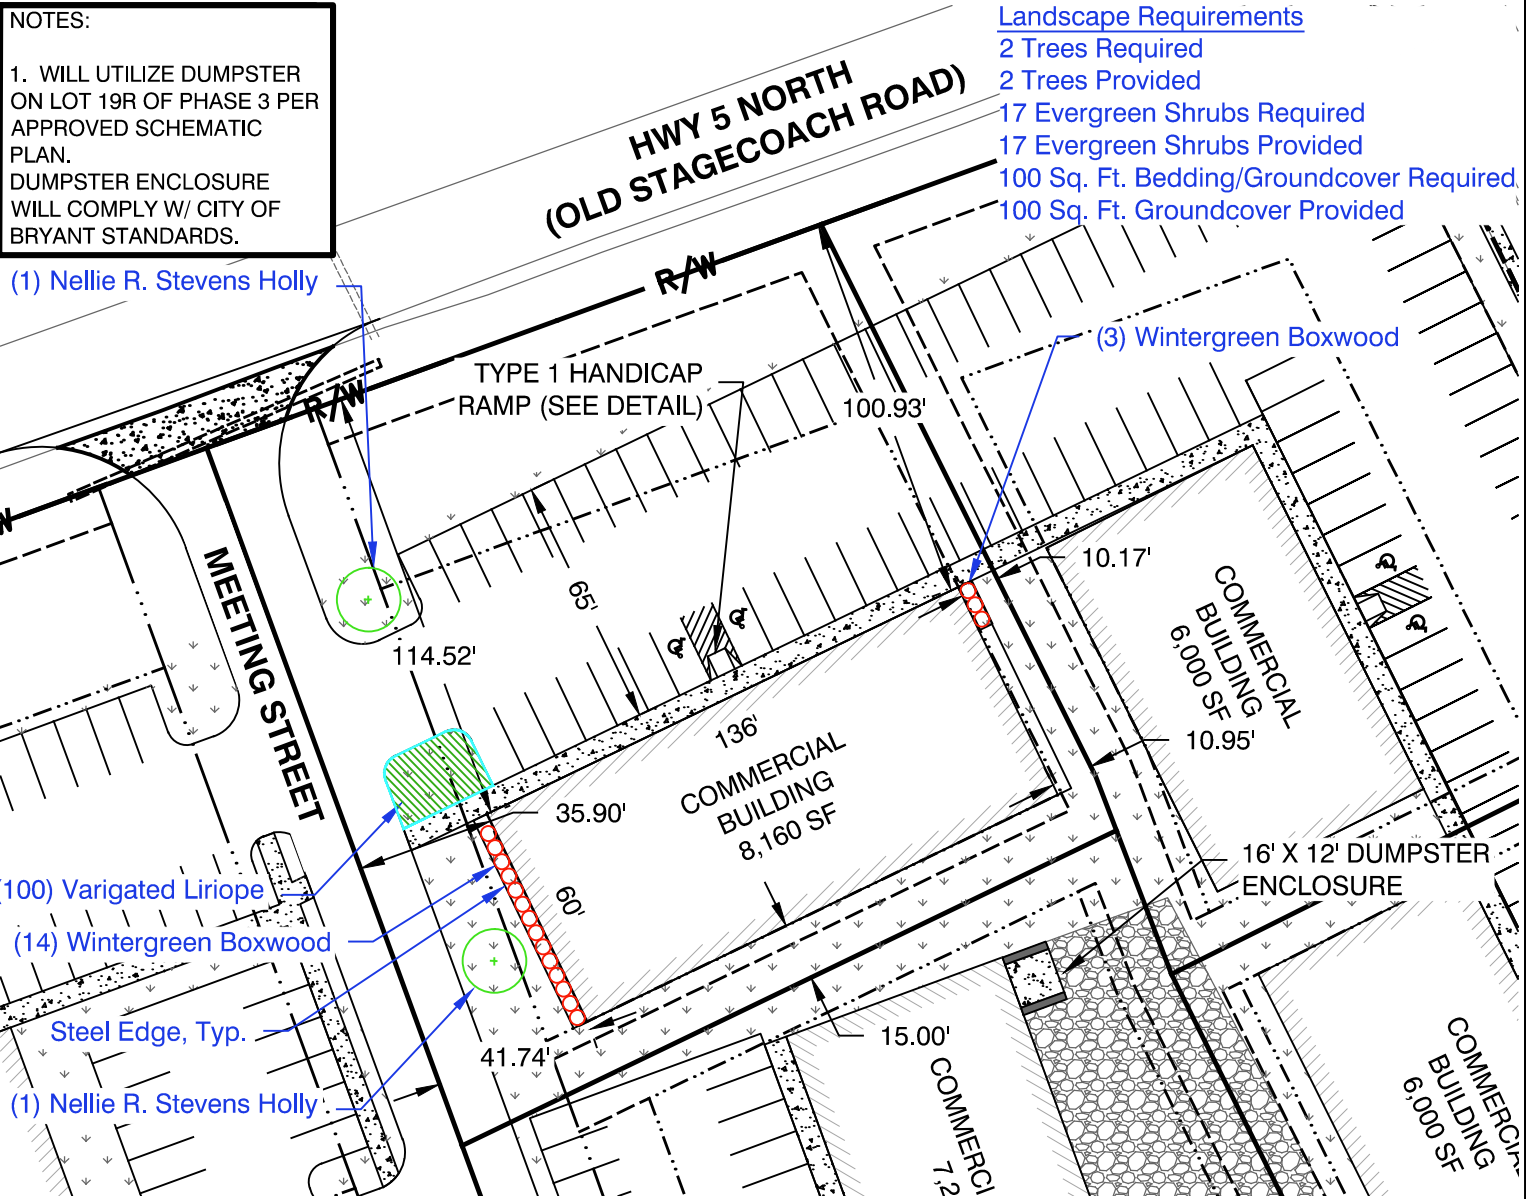 NOTES:
1. WILL UTILIZE DUMPSTER
ON LOT 19R OF PHASE 3 PER
APPROVED SCHEMATIC
PLAN.
DUMPSTER ENCLOSURE
WILL COMPLY W/ CITY OF
BRYANT STANDARDS.
Landscape Requirements
2 Trees Required
2 Trees Provided
17 Evergreen Shrubs Required
17 Evergreen Shrubs Provided
100 Sq. Ft. Bedding/Groundcover Required
100 Sq. Ft. Groundcover Provided
HWY 5 NORTH
(OLD STAGECOACH ROAD)
R/W
(1) Nellie R. Stevens Holly
(3) Wintergreen Boxwood
TYPE 1 HANDICAP
RAMP (SEE DETAIL)
R/W
100.93'
W
10.17'
65'
MEETING STREET
114.52'
COMMERCIAL
BUILDING
6,000 SF
136'
10.95'
COMMERCIAL
BUILDING
8,160 SF
35.90'
16' X 12' DUMPSTER
ENCLOSURE
(100) Varigated Liriope
60'
(14) Wintergreen Boxwood
Steel Edge, Typ.
15.00'
41.74'
(1) Nellie R. Stevens Holly
COMMERCI
7,2
COMMERCIAL
BUILDING
6,000 SF